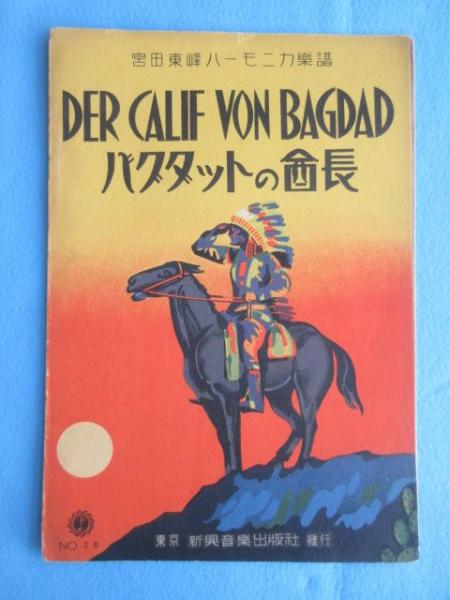 宮田東峰ハーモニカ樂譜
DER CALIF VON BAGDAD
バグダットの酋長
NO 28
東京 新興音樂出版社 發行